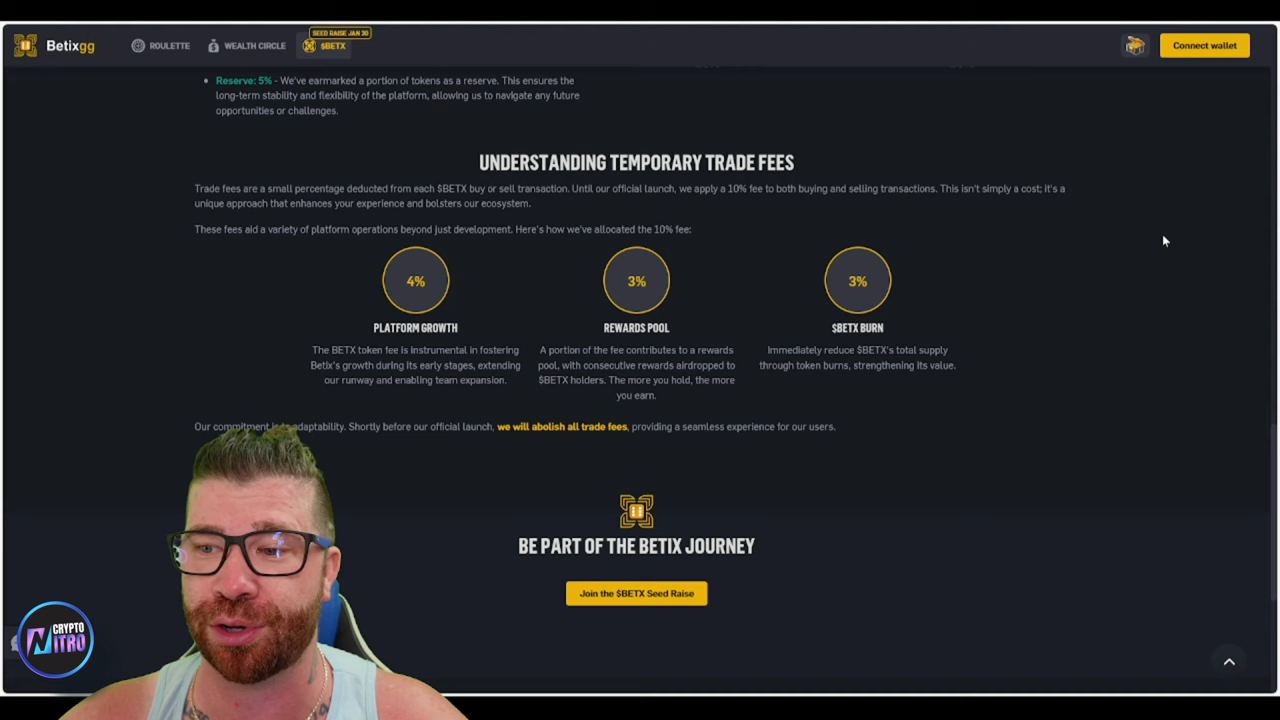 SEED RAISE JAN 20
Betixgg ROULETTE WEALTH CIRCLE $BETX Connect wallet
Reserve: 5% - We've earmarked a portion of tokens as a reserve. This ensures the
long-term stability and flexibility of the platform, allowing us to navigate any future
opportunities or challenges.
UNDERSTANDING TEMPORARY TRADE FEES
Trade fees are a small percentage deducted from each $BETX buy or sell transaction. Until our official launch, we apply a 10% fee to both buying and selling transactions. This isn't simply a cost; it's a
unique approach that enhances your experience and bolsters our ecosystem.
These fees aid a variety of platform operations beyond just development. Here's how we've allocated the 10% fee:
4%
PLATFORM GROWTH
The BETX token fee is instrumental in fostering
Betix's growth during its early stages, extending
our runway and enabling team expansion.
3%
REWARDS POOL
A portion of the fee contributes to a rewards
pool, with consecutive rewards airdropped to
$BETX holders. The more you hold, the more
you earn.
3%
$BETX BURN
Immediately reduce $BETX's total supply
through token burns, strengthening its value.
Our commitment is to adaptability. Shortly before our official launch, we will abolish all trade fees, providing a seamless experience for our users.
BE PART OF THE BETIX JOURNEY
Join the $BETX Seed Raise
CRYPTO
NITRO